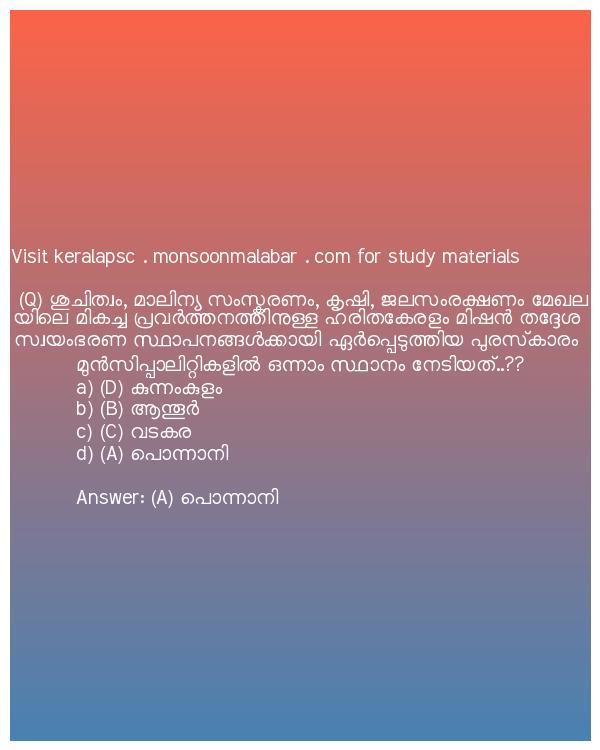 Visit keralapsc . monsoonmalabar . com for study materials
(Q) ശുചിത്വം, മാലിന്യ സംസ്കരണം, കൃഷി, ജലസംരക്ഷണം മേഖല
യിലെ മികച്ച പ്രവർത്തനത്തിനുള്ള ഹരിതകേരളം മിഷൻ തദ്ദേശ
സ്വയംഭരണ സ്ഥാപനങ്ങൾക്കായി ഏർപ്പെടുത്തിയ പുരസ്‌കാരം
മുൻസിപ്പാലിറ്റികളിൽ ഒന്നാം സ്ഥാനം നേടിയത്..??
a) (D) കുന്നംകുളം
b) (B) ആന്തൂർ
c) (C) വടകര
d) (A) പൊന്നാനി
Answer: (A) പൊന്നാനി